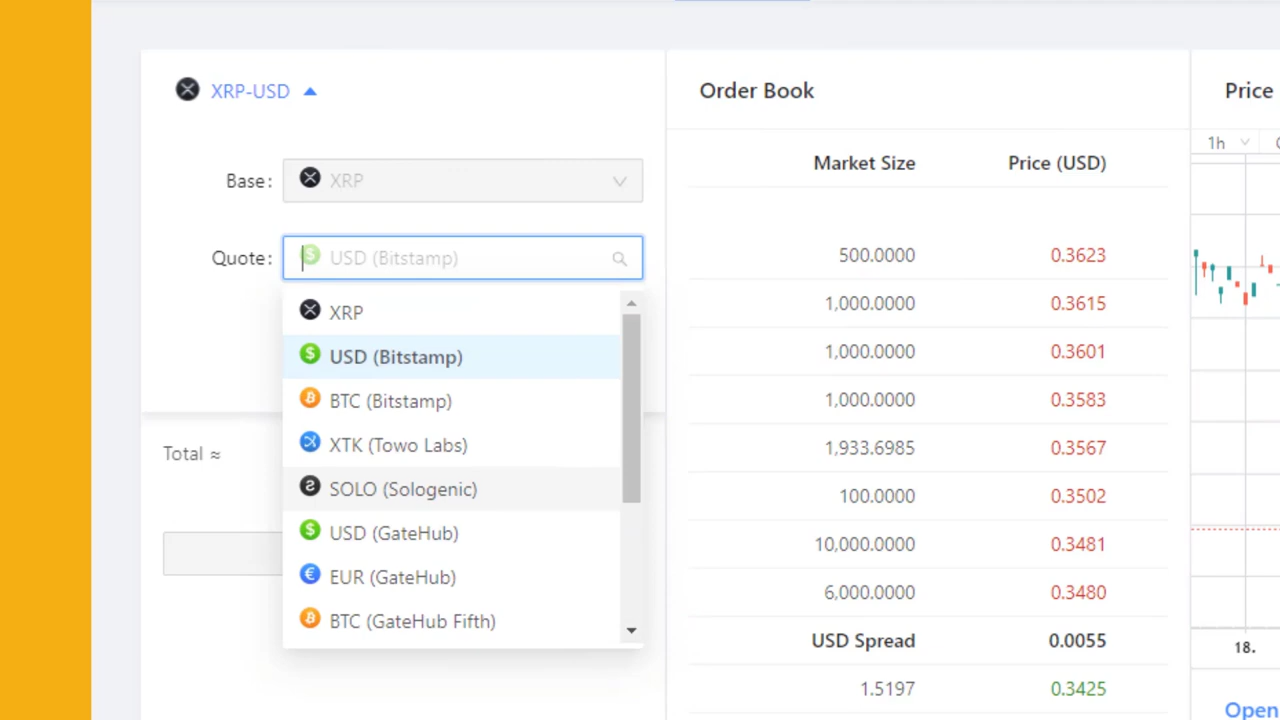 XRP-USD
Base:
XRP
Quote:
USD (Bitstamp)
XRP
USD (Bitstamp)
BTC (Bitstamp)
XTK (Towo Labs)
SOLO (Sologenic)
USD (GateHub)
EUR (GateHub)
BTC (GateHub Fifth)
Total ≈
Order Book
Market Size Price (USD)
500.0000 0.3623
1,000.0000 0.3615
1,000.0000 0.3601
1,000.0000 0.3583
1,933.6985 0.3567
100.0000 0.3502
10,000.0000 0.3481
6,000.0000 0.3480
USD Spread 0.0055
1.5197 0.3425
Price
1h
18.
Open